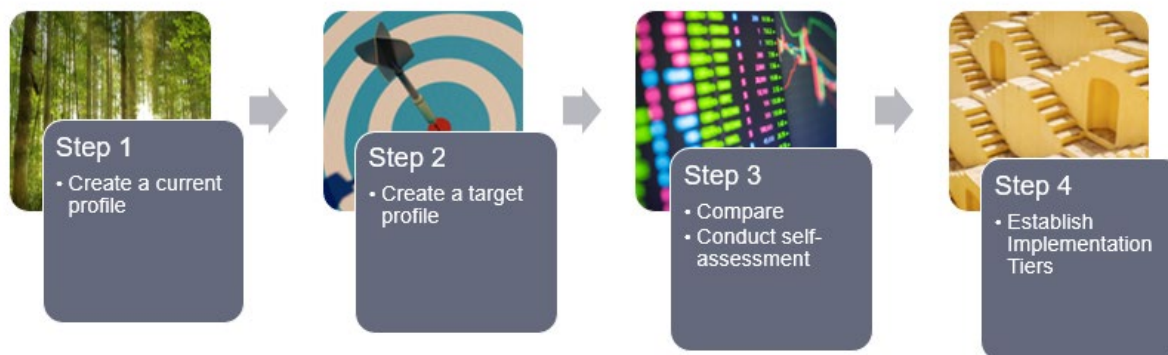 Step 1
• Create a current
profile
Step 2
• Create a target
profile
Step 3
• Compare
• Conduct self-
assessment
Step 4
• Establish
Implementation
Tiers